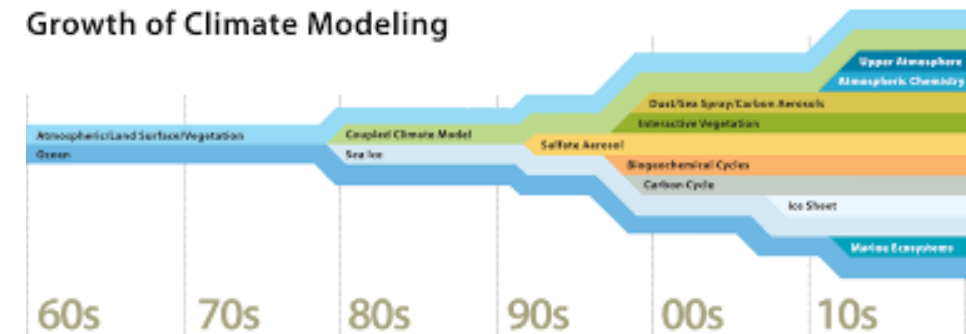 Growth of Climate Modeling
Upper Atmosphere
Atmospheric Chemistry
Dust/Sea Spray/Carbon Aerosols
Interactive Vegetation
Atmospheric/Land Surface/Vegetation
Coupled Climate Model
Sulfate Aerosol
Ocean
Sea Ice
Biogeochemical Cycles
Carbon Cycle
Ice Sheet
Marine Ecosystems
60s 70s 80s 90s 00s 10s